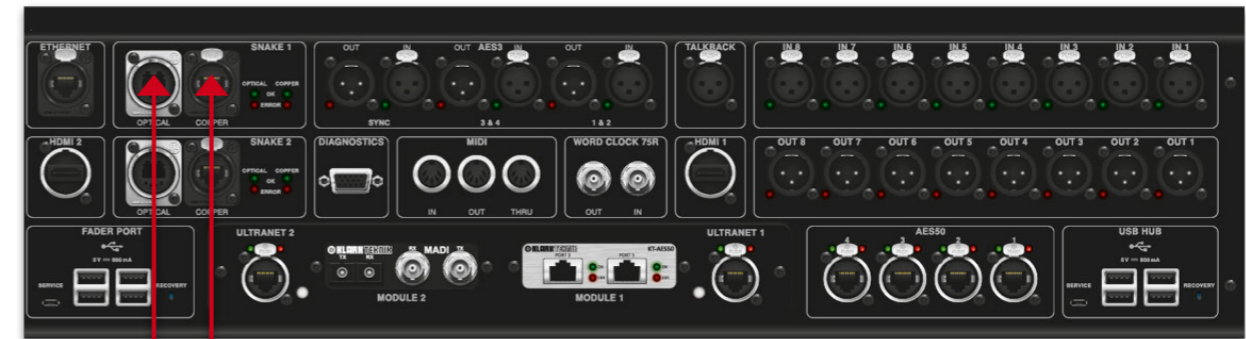 ETHERNET
SNAKE 1
OUT IN OUT AES3 IN OUT IN
TALKBACK
IN 8 IN 7 IN 6 IN 5 IN 4 IN 3 IN 2 IN 1
OPTICAL COPPER
OK
ERROR
OPTICAL COPPER
SYNC 3 & 4 1 & 2
HDMI 2
SNAKE 2
DIAGNOSTICS
MIDI
WORD CLOCK 75R
HDMI 1
OUT 8 OUT 7 OUT 6 OUT 5 OUT 4 OUT 3 OUT 2 OUT 1
OPTICAL COPPER
OK
ERROR
OPTICAL COPPER
IN OUT THRU
OUT IN
FADER PORT
SERVICE
RECOVERY
ULTRANET 2
KLARK TEKNIK
TX RX
RX MADI TX
MODULE 2
KLARK TEKNIK
KT-AES50
PORT 2
MODULE 1
ULTRANET 1
AES50
4 3 2 1
USB HUB
SERVICE
RECOVERY